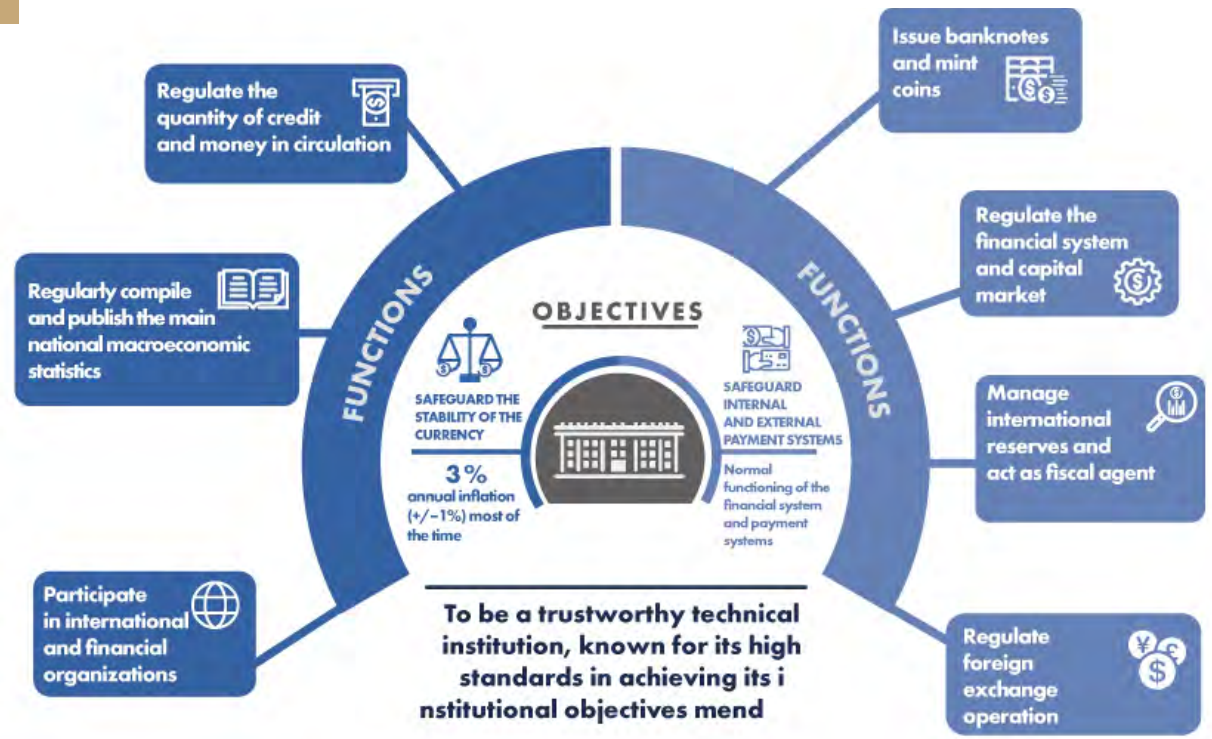 Regulate the
quantity of credit
and money in circulation
Regularly compile
and publish the main
national macroeconomic
statistics
Participate
in international
and financial
organizations
FUNCTIONS
OBJECTIVES
SAFEGUARD THE
STABILITY OF THE
CURRENCY
3%
annual inflation
(+/−1%) most of
the time
SAFEGUARD
INTERNAL
AND EXTERNAL
PAYMENT SYSTEMS
Normal
functioning of the
financial system
and payment
systems
To be a trustworthy technical
institution, known for its high
standards in achieving its i
nstitutional objectives mend
FUNCTIONS
Issue banknotes
and mint
coins
Regulate the
financial system
and capital
market
Manage
international
reserves and
act as fiscal agent
Regulate
foreign
exchange
operation